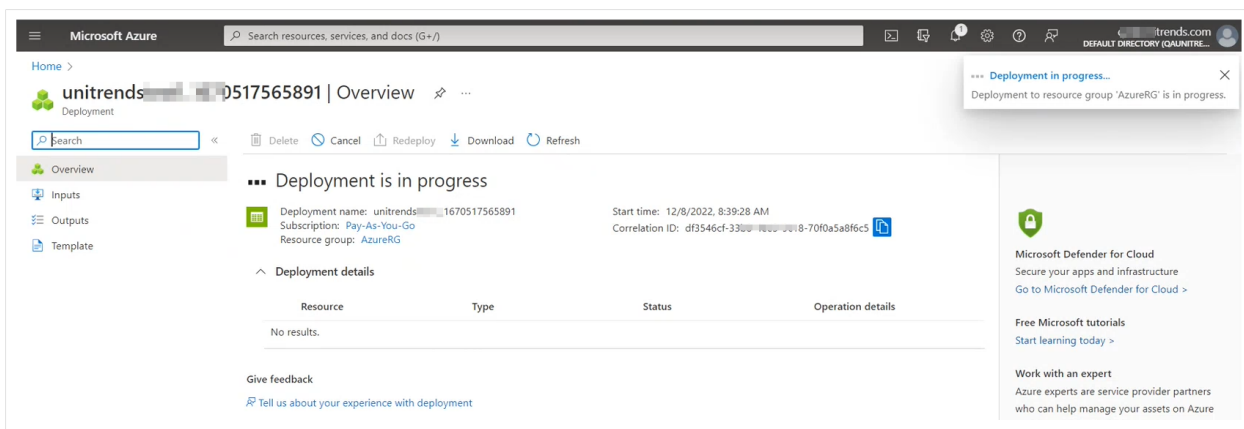 Microsoft Azure
Search resources, services, and docs (G+/)
1
trends.com
DEFAULT DIRECTORY (QAUNITRE...
Home >
Deployment in progress...
Deployment to resource group 'AzureRG' is in progress.
unitrends 0517565891 | Overview ...
Deployment
Search
«
Delete
Cancel
Redeploy
Download
Refresh
Overview
Inputs
Outputs
Template
Deployment is in progress
Deployment name: unitrends _1670517565891
Subscription: Pay-As-You-Go
Resource group: AzureRG
Start time: 12/8/2022, 8:39:28 AM
Correlation ID: df3546cf- 8-70f0a5a8f6c5
Deployment details
Resource Type Status Operation details
No results.
Give feedback
Tell us about your experience with deployment
Microsoft Defender for Cloud
Secure your apps and infrastructure
Go to Microsoft Defender for Cloud >
Free Microsoft tutorials
Start learning today >
Work with an expert
Azure experts are service provider partners
who can help manage your assets on Azure